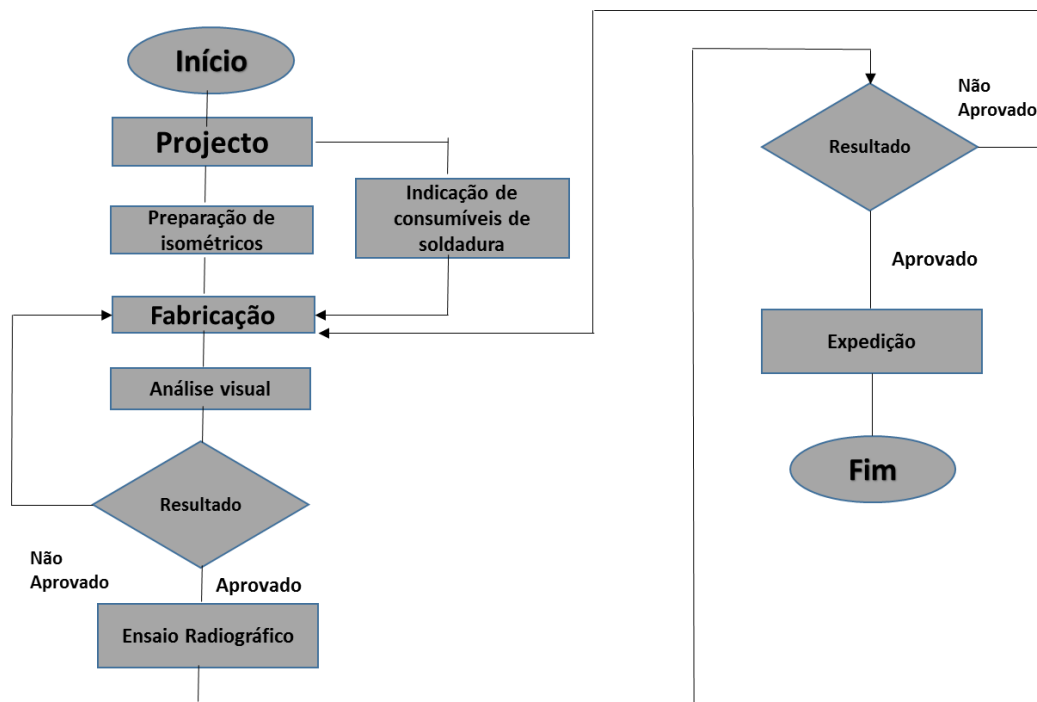 Início
Projecto
Preparação de
isométricos
Indicação de
consumíveis de
soldadura
Fabricação
Análise visual
Resultado
Não
Aprovado
Aprovado
Ensaio Radiográfico
Não
Aprovado
Resultado
Aprovado
Expedição
Fim